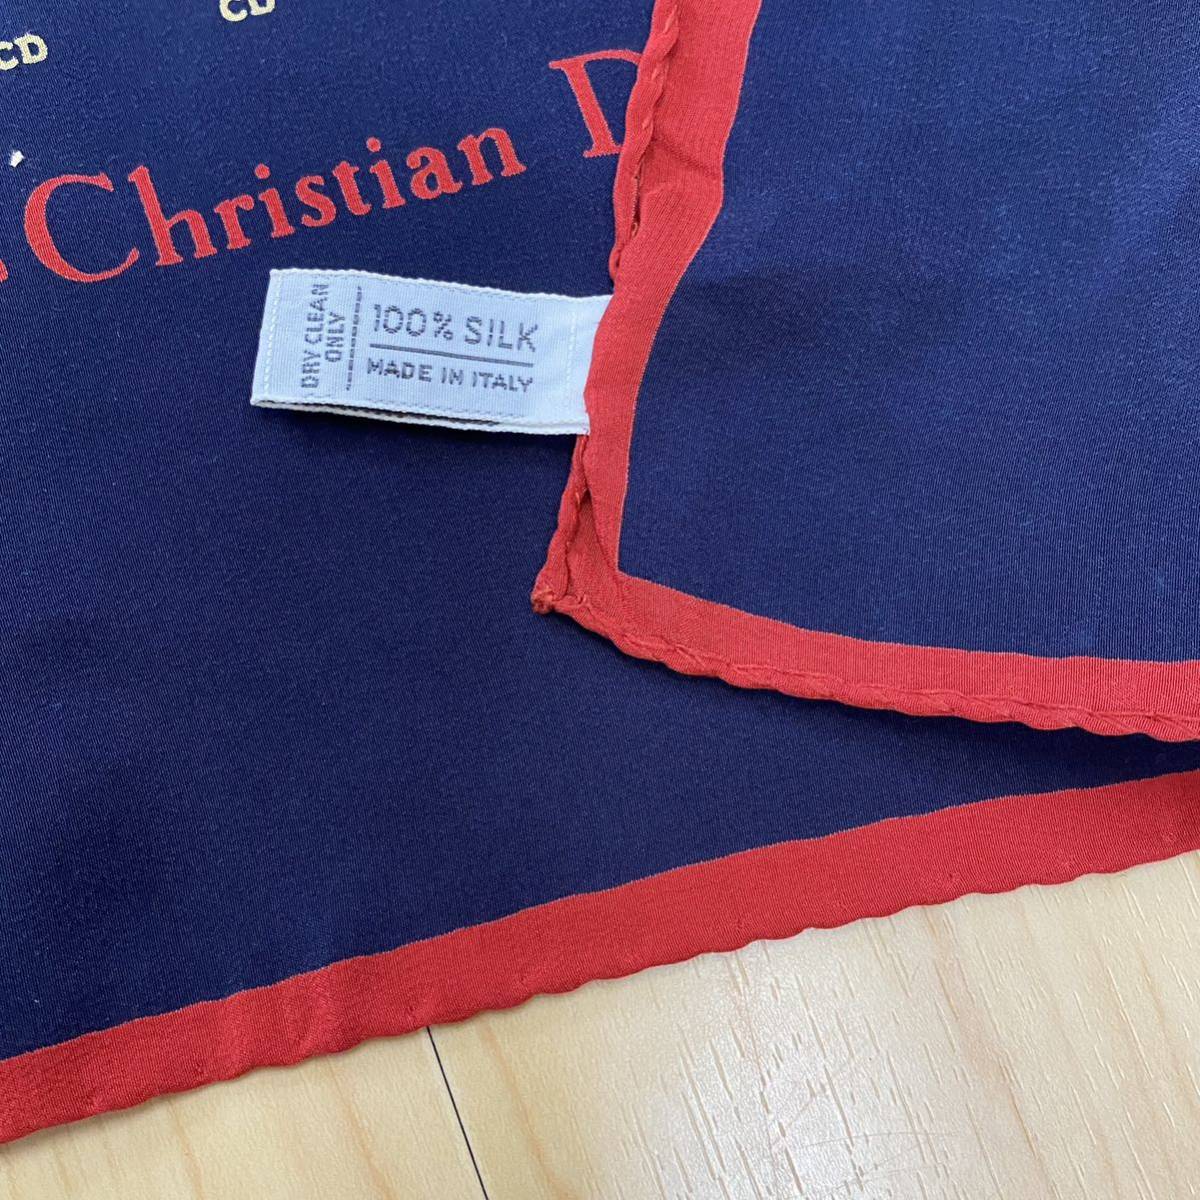 CD
CD
Christian D
DRY CLEAN
ONLY
100% SILK
MADE IN ITALY